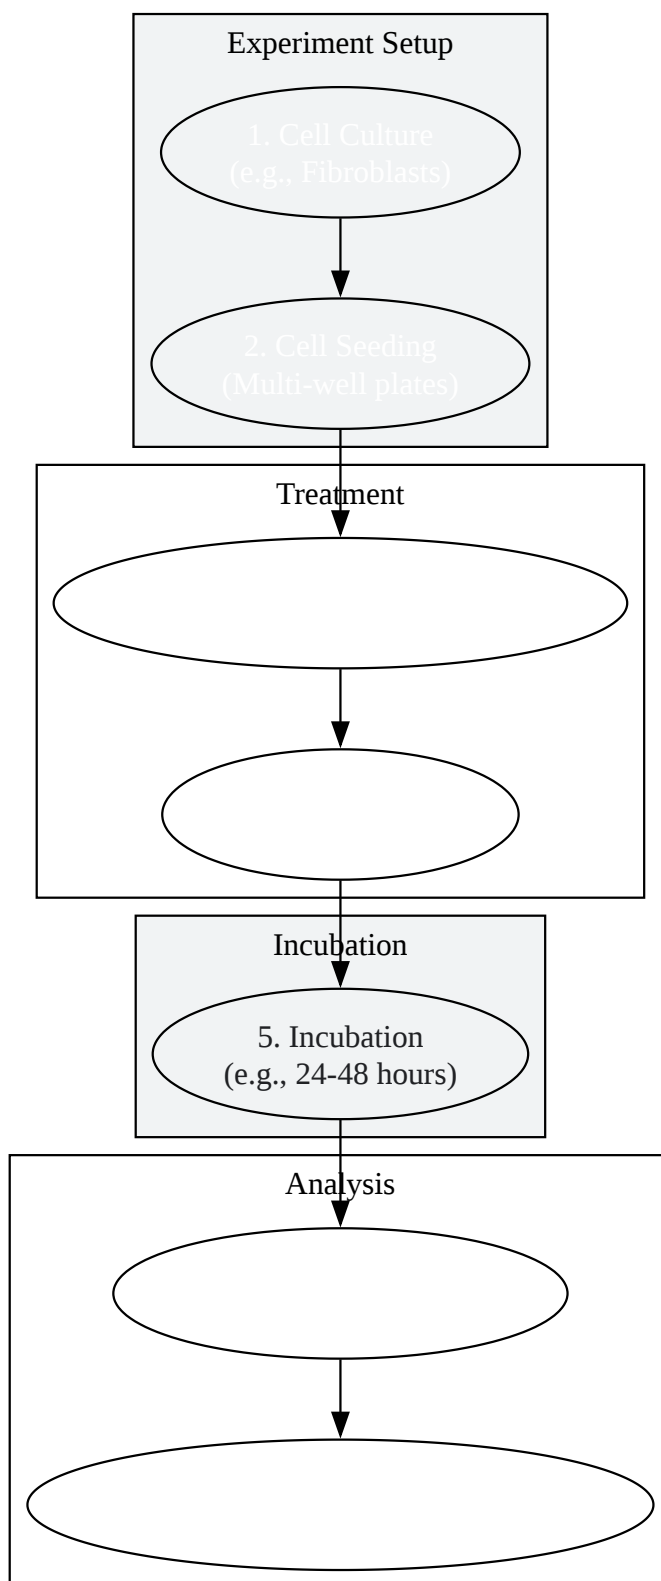 Experiment Setup
1. Cell Culture
(e.g., Fibroblasts)
2. Cell Seeding
(Multi-well plates)
Treatment
Incubation
5. Incubation
(e.g., 24-48 hours)
Analysis